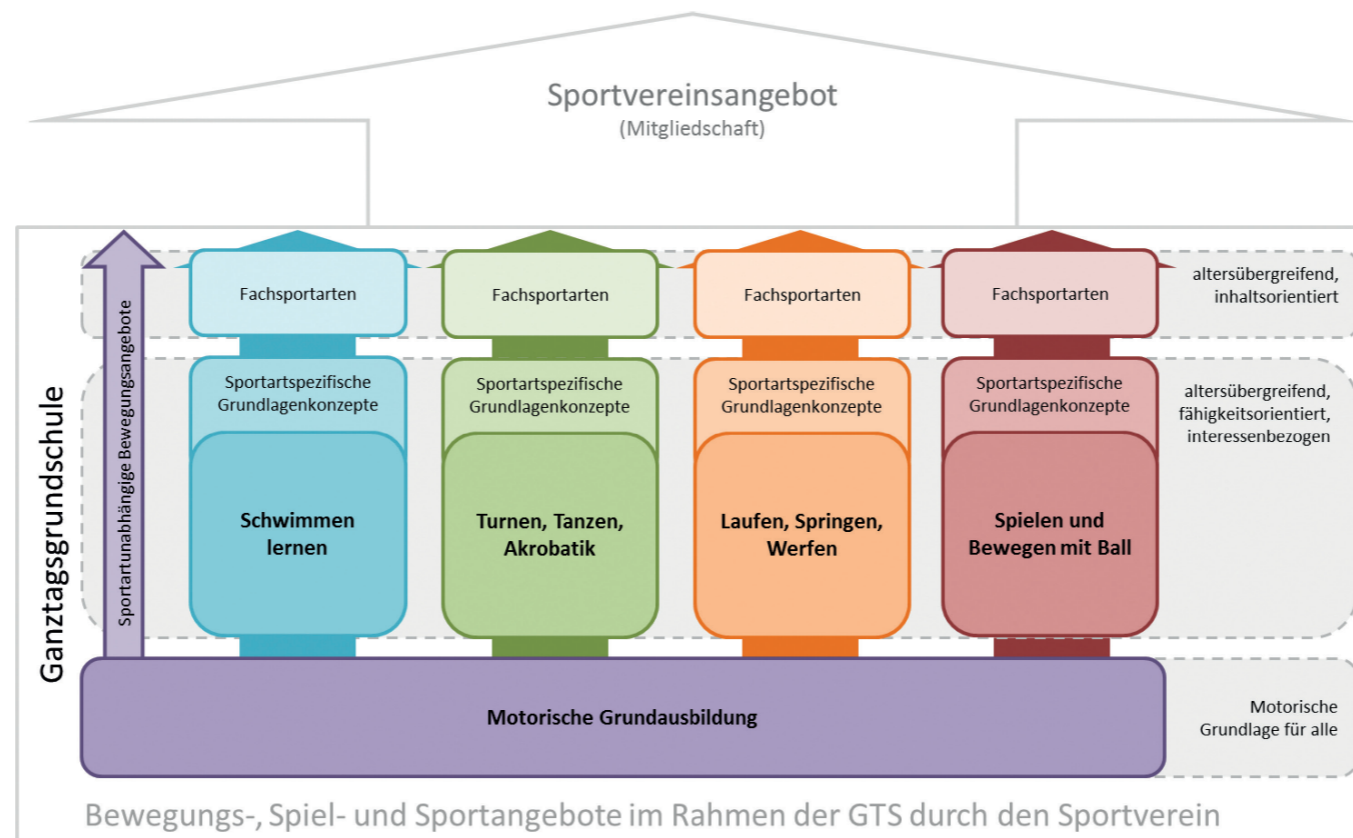 Sportvereinsangebot
(Mitgliedschaft)
Ganztagsgrundschule
Sportartunabhängige Bewegungsangebote
Fachsportarten
Fachsportarten
Fachsportarten
Fachsportarten
altersübergreifend,
inhaltsorientiert
Sportartspezifische
Grundlagenkonzepte
Sportartspezifische
Grundlagenkonzepte
Sportartspezifische
Grundlagenkonzepte
Sportartspezifische
Grundlagenkonzepte
altersübergreifend,
fähigkeitsorientiert,
interessenbezogen
Schwimmen
lernen
Turnen, Tanzen,
Akrobatik
Laufen, Springen,
Werfen
Spielen und
Bewegen mit Ball
Motorische Grundausbildung
Motorische
Grundlage für alle
Bewegungs-, Spiel- und Sportangebote im Rahmen der GTS durch den Sportverein